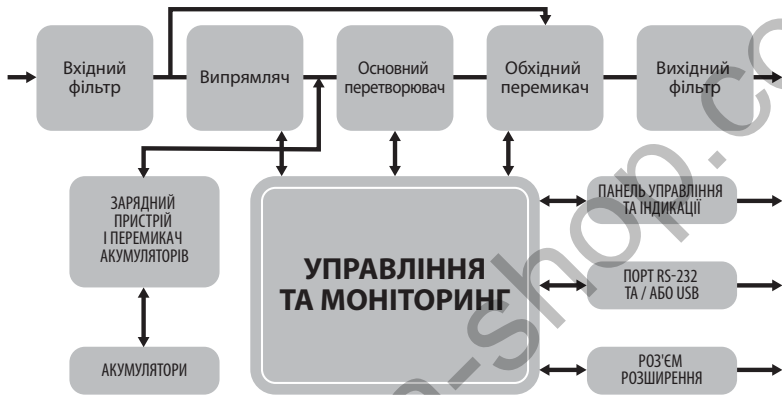 Вхідний
фільтр
Випрямляч
Основний
перетворювач
Обхідний
перемикач
Вихідний
фільтр
ЗАРЯДНИЙ
ПРИСТРІЙ
І ПЕРЕМИКАЧ
АКУМУЛЯТОРІВ
АКУМУЛЯТОРИ
УПРАВЛІННЯ
ТА МОНІТОРИНГ
ПАНЕЛЬ УПРАВЛІННЯ
ТА ІНДИКАЦІЇ
ПОРТ RS-232
ТА / АБО USB
РОЗ'ЄМ
РОЗШИРЕННЯ